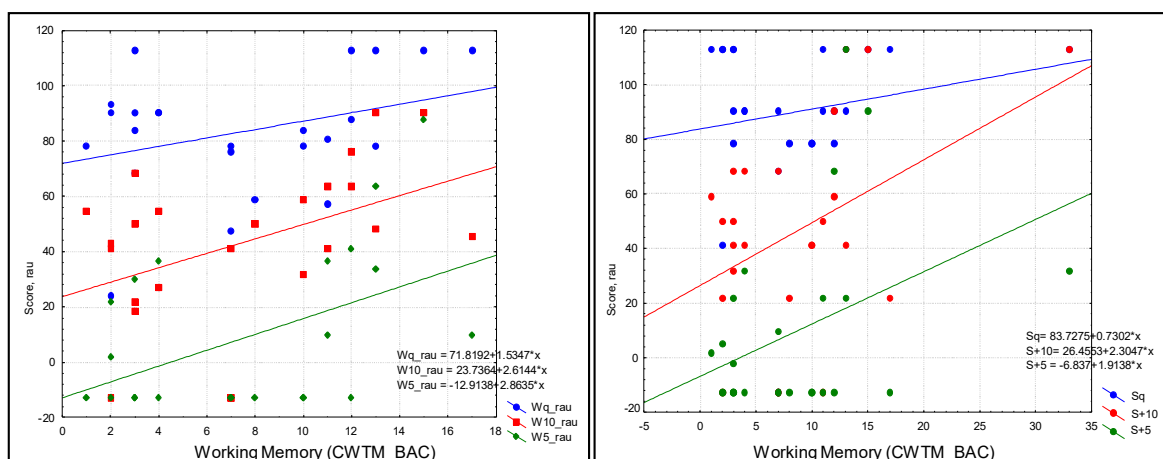 120
100
80
60
40
20
0
-20
Score, rau
0 2 4 6 8 10 12 14 16 18
Working Memory (CWTM_BAC)
Wq_rau = 71.8192+1.5347*x
W10_rau = 23.7364+2.6144*x
W5_rau = -12.9138+2.8635*x
Wq_rau
W10_rau
W5_rau
120
100
80
60
40
20
0
-20
Score, rau
-5 0 5 10 15 20 25 30 35
Working Memory (CWTM_BAC)
Sq= 83.7275+0.7302*x
S+10= 26.4553+2.3047*x
S+5 = -6.837+1.9138*x
Sq
S+10
S+5